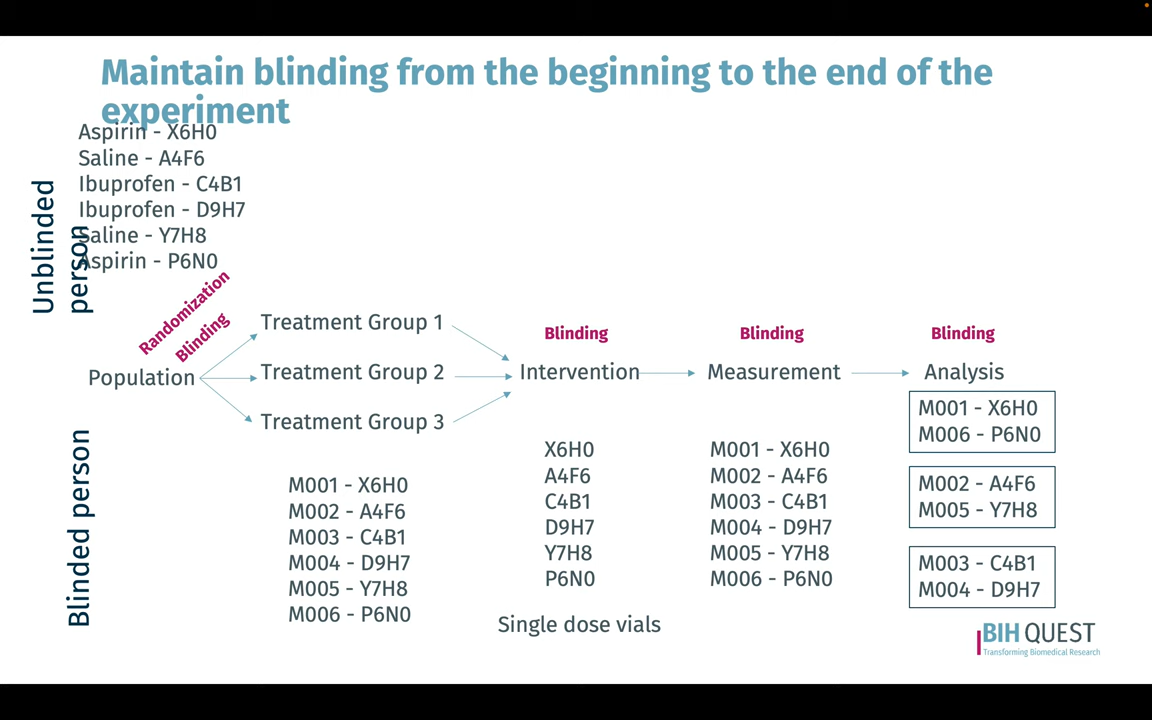 Maintain blinding from the beginning to the end of the
experiment
Unblinded
person
Aspirin - X6H0
Saline - A4F6
Ibuprofen - C4B1
Ibuprofen - D9H7
Saline - Y7H8
Aspirin - P6N0
Randomization
Blinding
Population
Treatment Group 1
Treatment Group 2
Treatment Group 3
Blinding
Intervention
Blinding
Measurement
Blinding
Analysis
Blinded person
M001 - X6H0
M002 - A4F6
M003 - C4B1
M004 - D9H7
M005 - Y7H8
M006 - P6N0
X6H0
A4F6
C4B1
D9H7
Y7H8
P6N0
Single dose vials
M001 - X6H0
M002 - A4F6
M003 - C4B1
M004 - D9H7
M005 - Y7H8
M006 - P6N0
M001 - X6H0
M006 - P6N0
M002 - A4F6
M005 - Y7H8
M003 - C4B1
M004 - D9H7
BIH QUEST
Transforming Biomedical Research